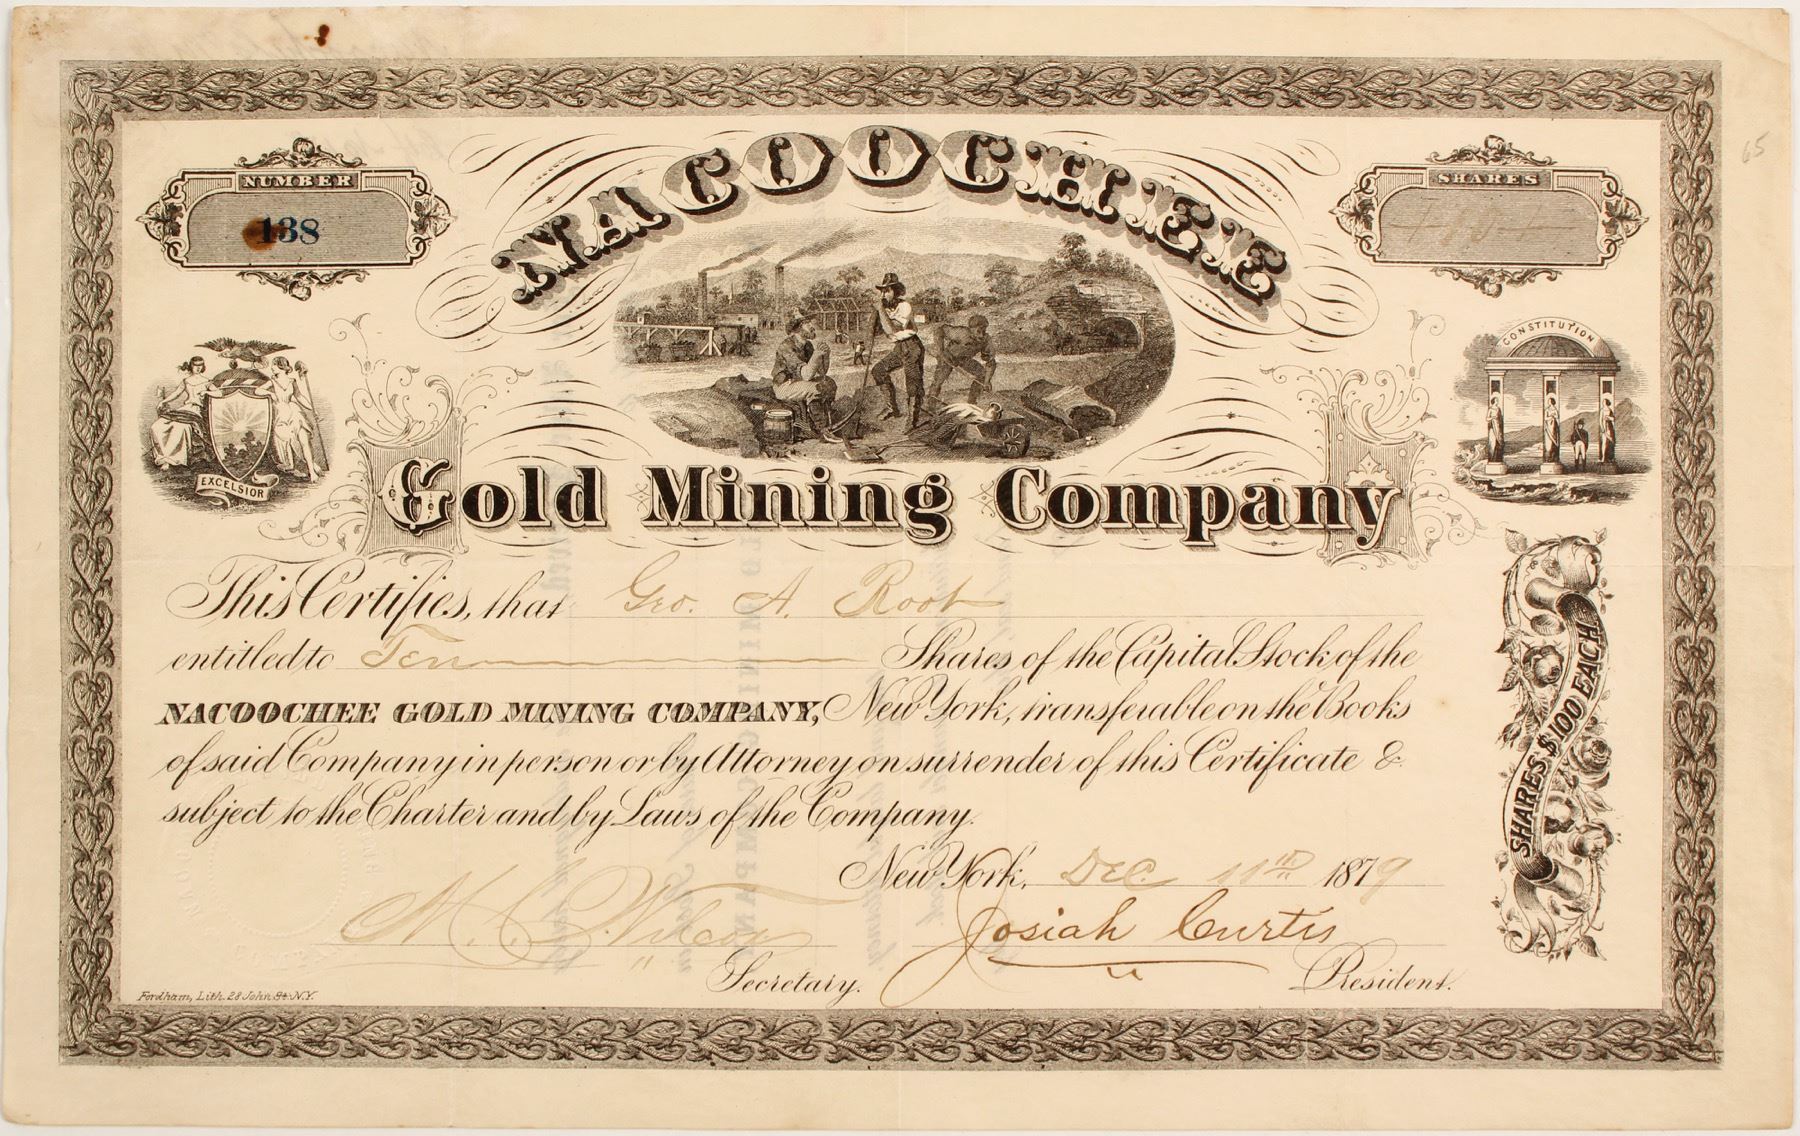 NUMBER
138
SHARES
10
65
NACOOCHEE
CONSTITUTION
EXCELSIOR
Gold Mining Company
This Certifies, that Geo. A. Root
entitled to Ten Shares of the Capital Stock of the
NACOOCHEE GOLD MINING COMPANY, New York, transferable on the Books
of said Company in person or by Attorney on surrender of this Certificate &
subject to the Charter and by Laws of the Company.
SHARES, $100 EACH.
New York, Dec. 11th 1879
M. C. Wilcox Josiah Curtis
Secretary. President.
Fordham, Lith. 28 John St. N.Y.